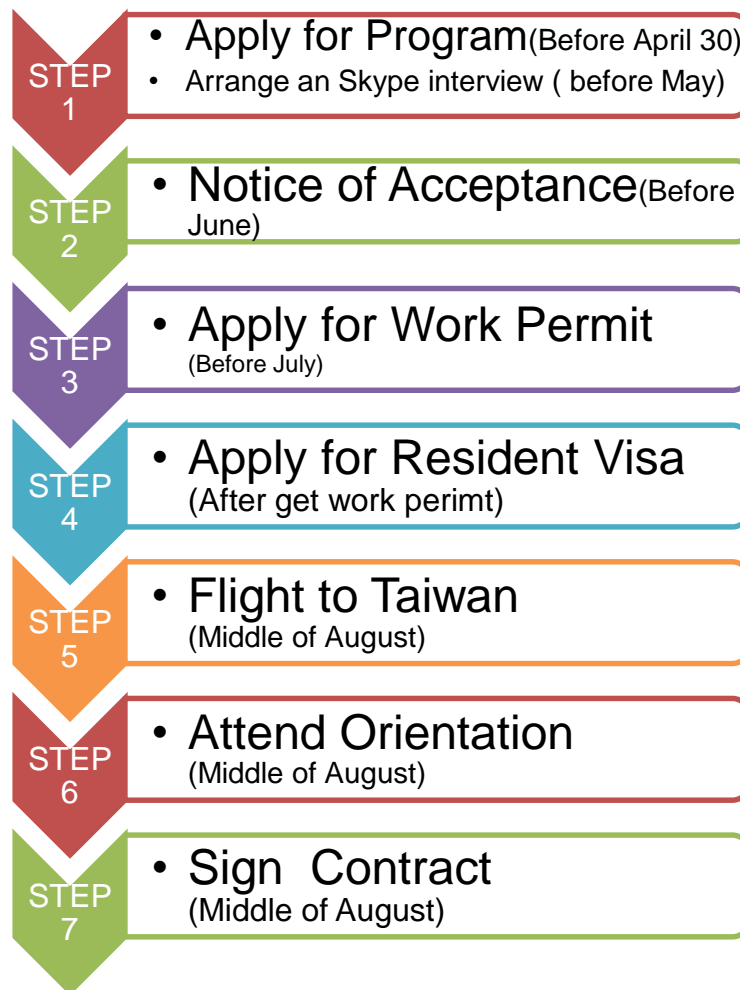 STEP
1
• Apply for Program(Before April 30)
• Arrange an Skype interview ( before May)
STEP
2
• Notice of Acceptance(Before
June)
STEP
3
• Apply for Work Permit
(Before July)
STEP
4
• Apply for Resident Visa
(After get work perimt)
STEP
5
• Flight to Taiwan
(Middle of August)
STEP
6
• Attend Orientation
(Middle of August)
STEP
7
• Sign  Contract
(Middle of August)